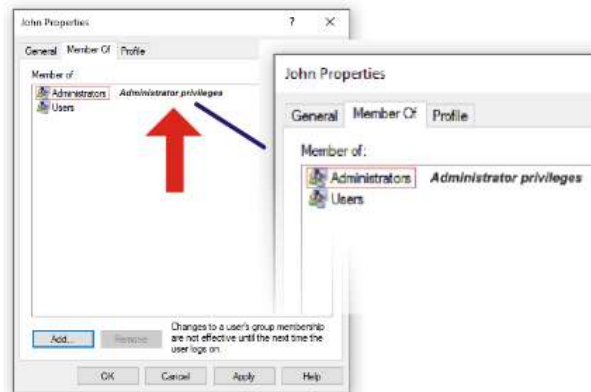 John Properties
? ×
General Member Of Profile
Member of:
Administrators Administrator privileges
Users
Add... Remove
Changes to a user's group membership
are not effective until the next time the
user logs on.
OK Cancel Apply Help
John Properties
General Member Of Profile
Member of:
Administrators Administrator privileges
Users